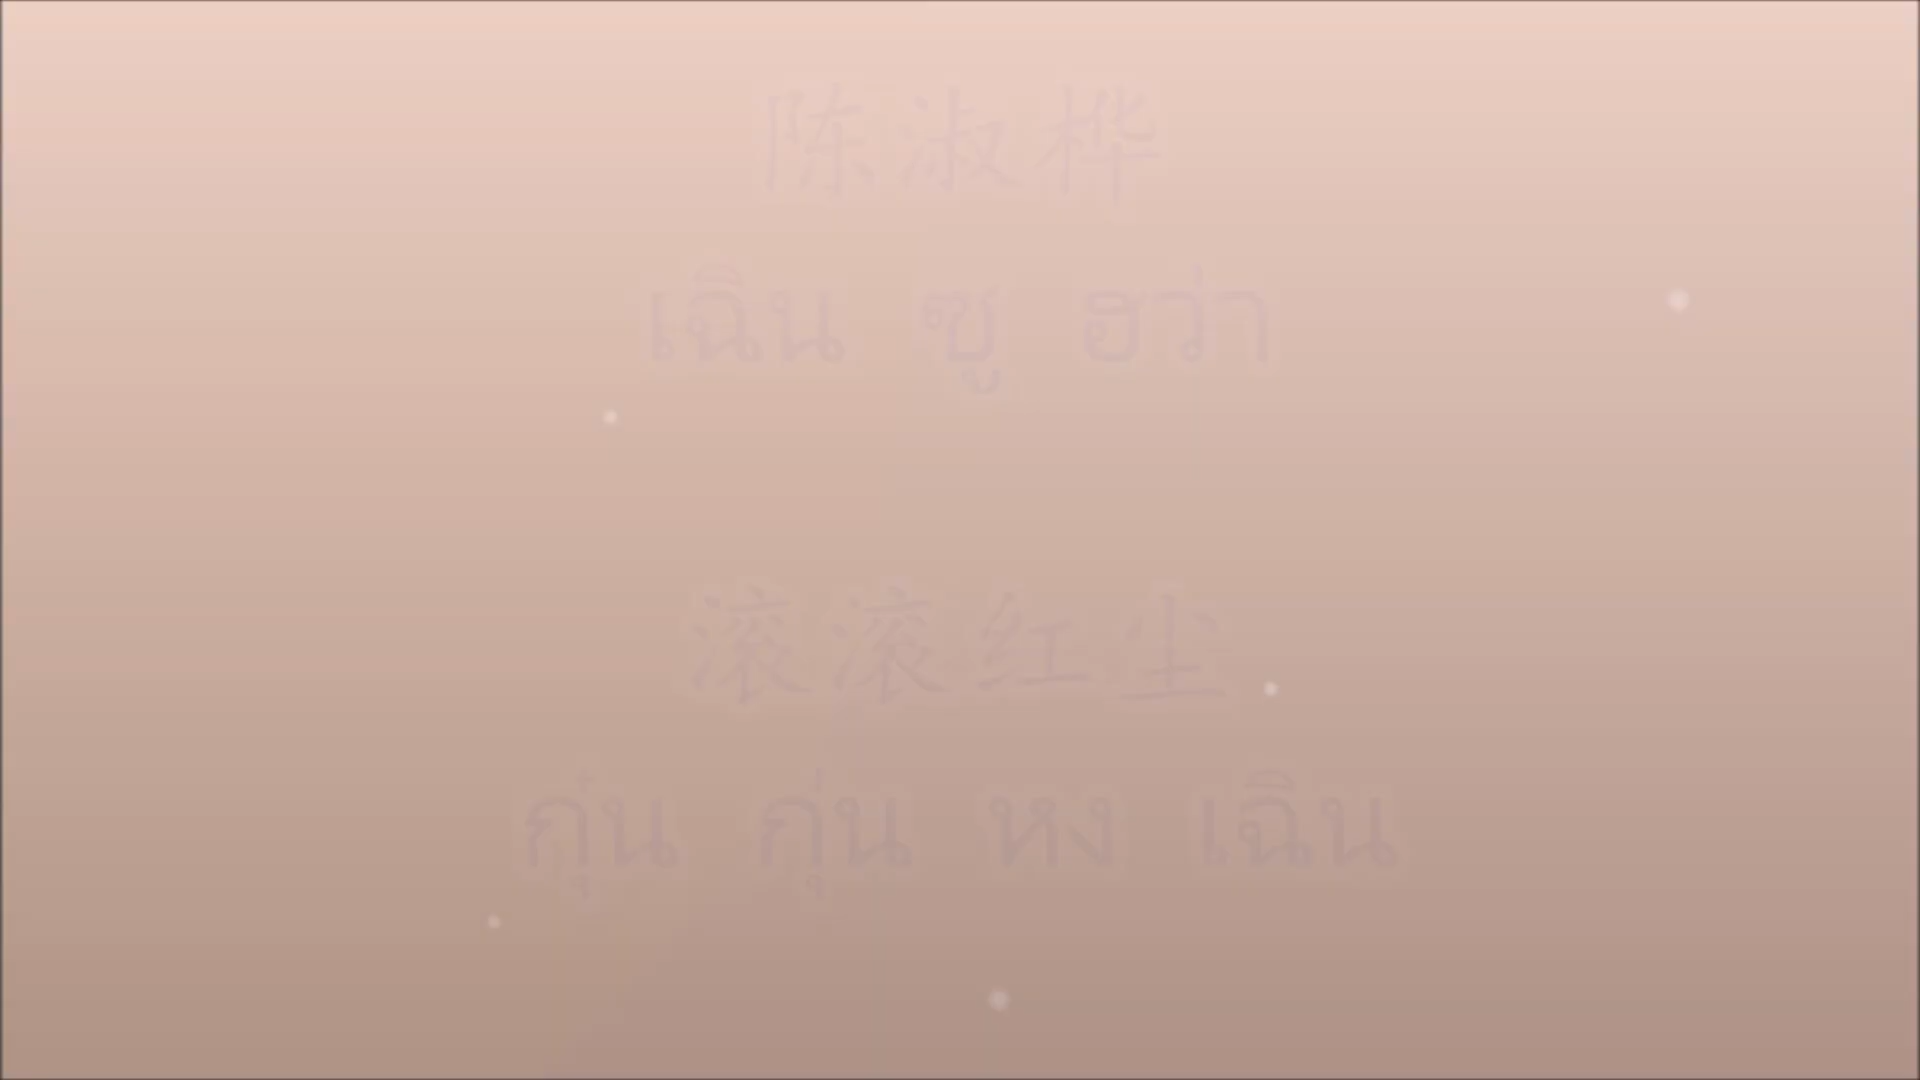 陈淑桦
เฉิน ซู ฮว่า
滚滚红尘
กุ่น กุ่น หง เฉิน